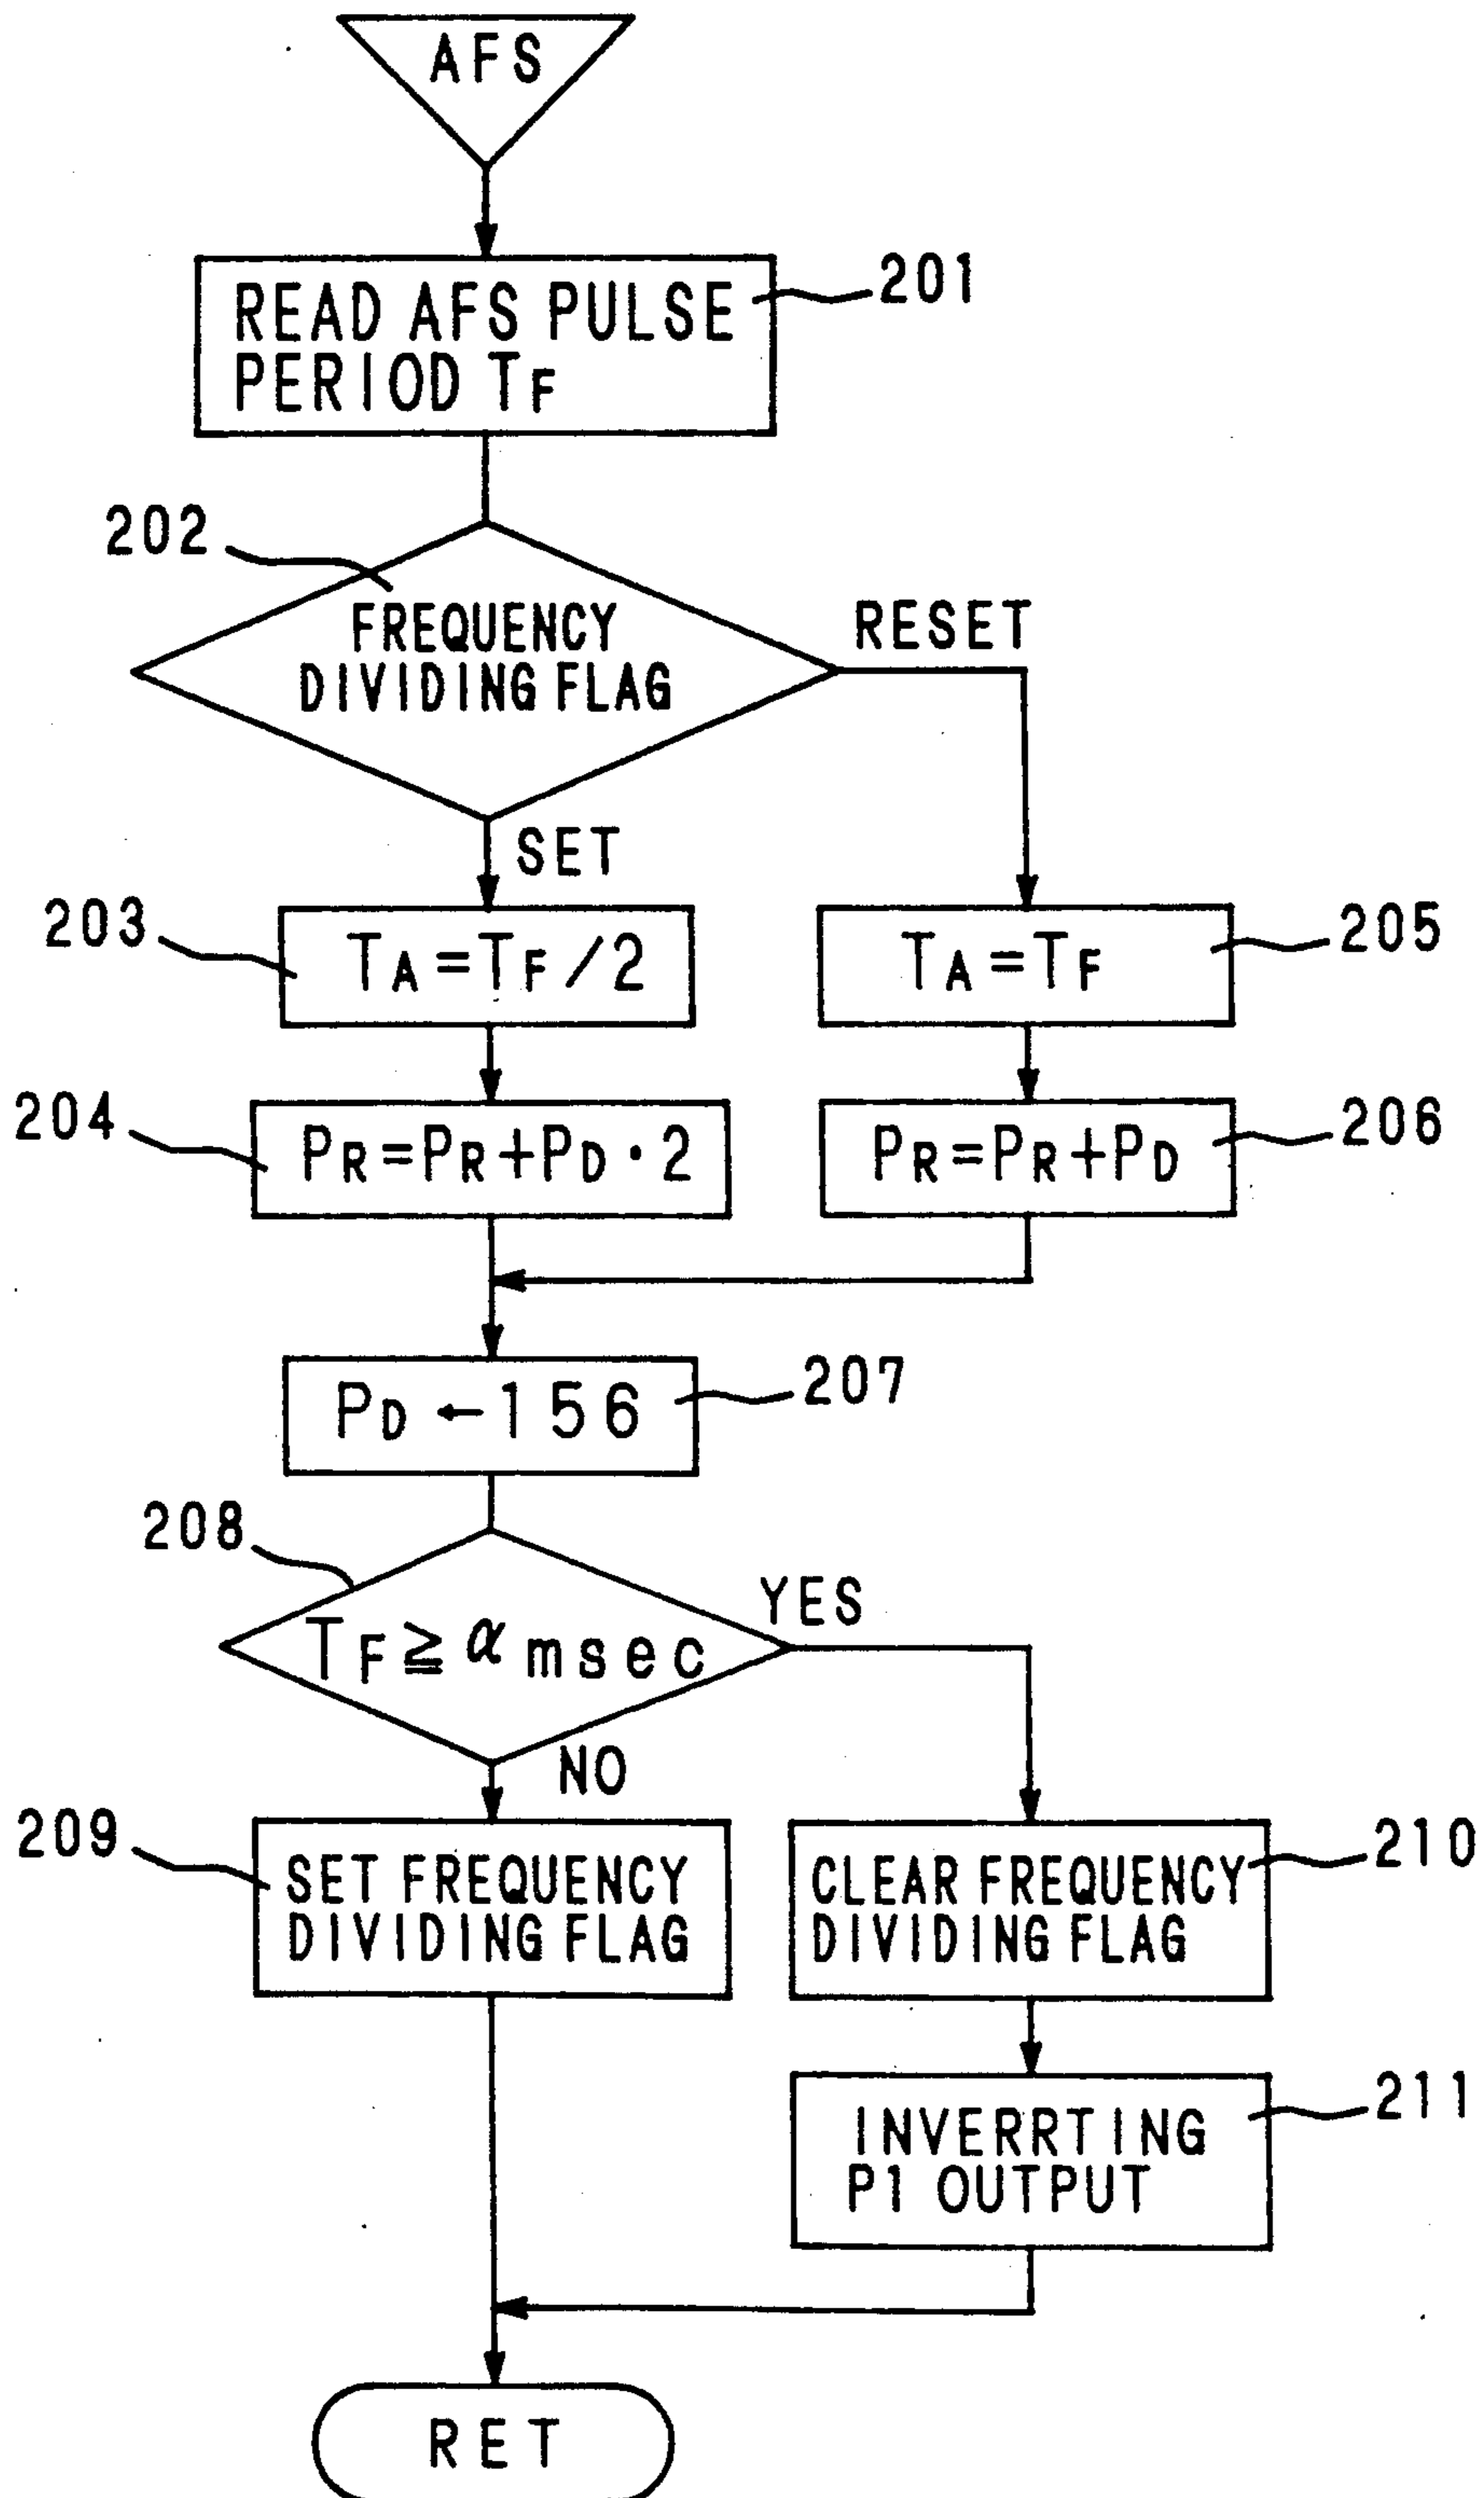 AFS
READ AFS PULSE
PERIOD TF
201
202
FREQUENCY
DIVIDING FLAG
RESET
SET
203
TA=TF/2
TA=TF
205
204
PR=PR+PD·2
PR=PR+PD
206
PD←156
207
208
TF≧αmsec
YES
NO
209
SET FREQUENCY
DIVIDING FLAG
CLEAR FREQUENCY
DIVIDING FLAG
210
INVERRTING
P1 OUTPUT
211
RET